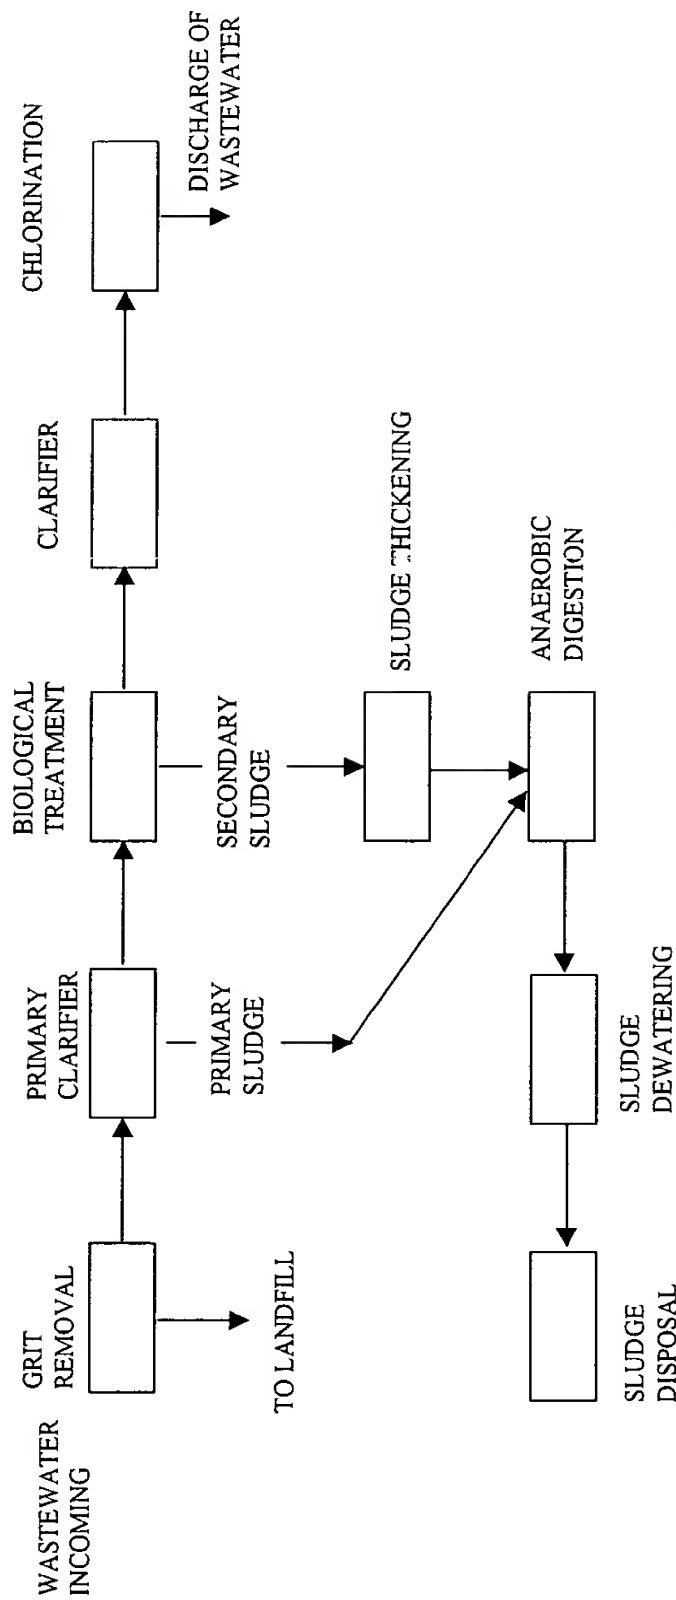 WASTEWATER
INCOMING
GRIT
REMOVAL
PRIMARY
CLARIFIER
BIOLOGICAL
TREATMENT
CLARIFIER
CHLORINATION
TO LANDFILL
PRIMARY
SLUDGE
SECONDARY
SLUDGE
DISCHARGE OF
WASTEWATER
SLUDGE THICKENING
ANAEROBIC
DIGESTION
SLUDGE
DEWATERING
SLUDGE
DISPOSAL